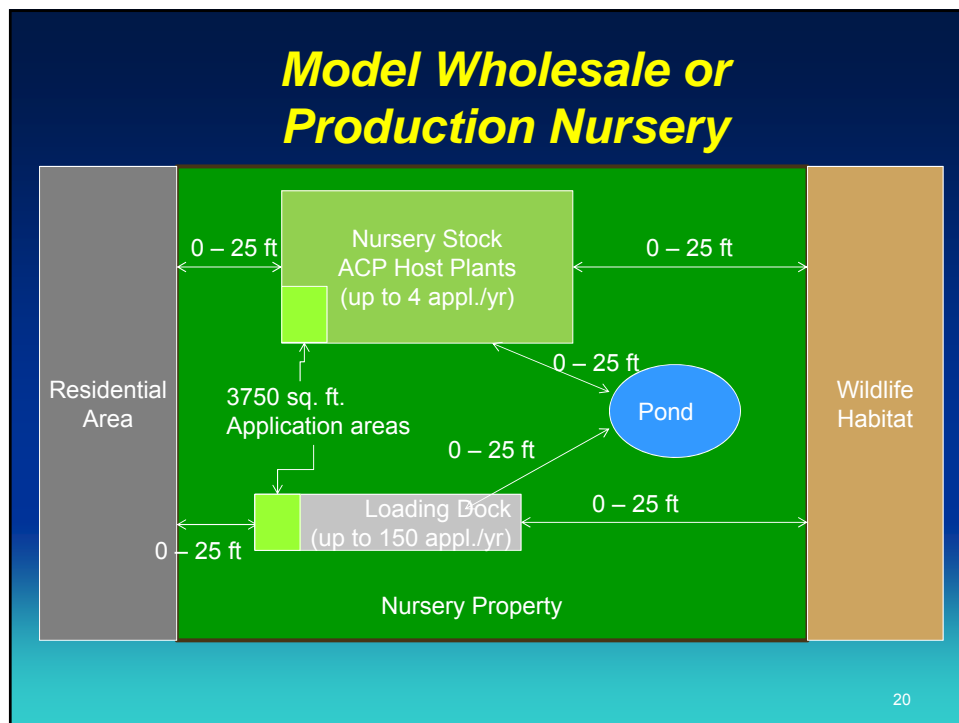 Model Wholesale or
Production Nursery
Nursery Stock
ACP Host Plants
(up to 4 appl./yr)
0 – 25 ft
0 – 25 ft
0 – 25 ft
Residential
Area
3750 sq. ft.
Application areas
Pond
Wildlife
Habitat
0 – 25 ft
Loading Dock
(up to 150 appl./yr)
0 – 25 ft
0 – 25 ft
Nursery Property
20